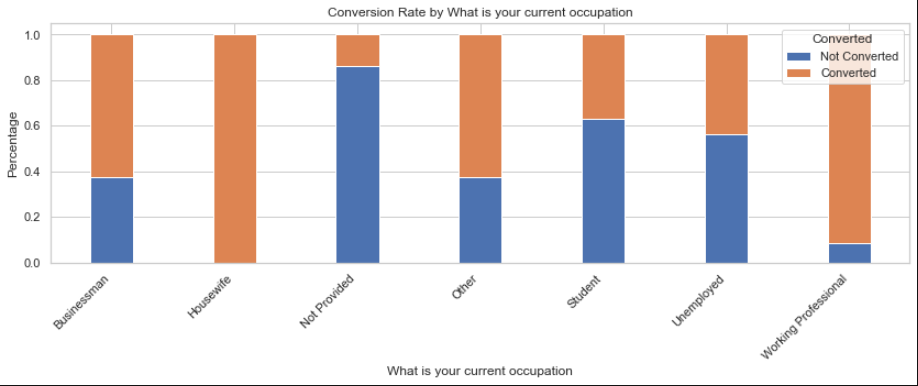 Conversion Rate by What is your current occupation
Converted
Not Converted
Converted
Percentage
1.0
0.8
0.6
0.4
0.2
0.0
Businessman
Housewife
Not Provided
Other
Student
Unemployed
Working Professional
What is your current occupation